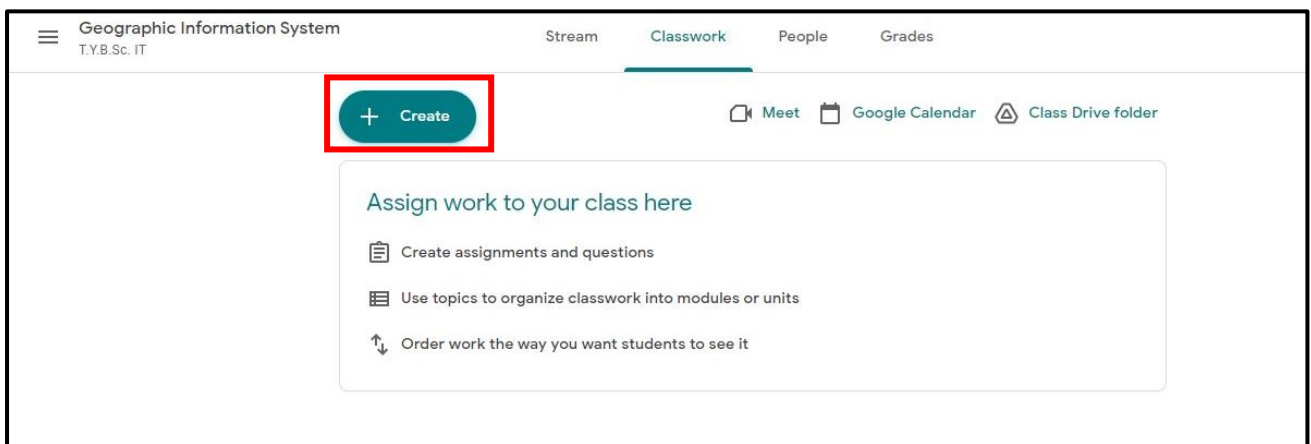 Geographic Information System
T.Y.B.Sc. IT
Stream Classwork People Grades
+ Create
Meet Google Calendar Class Drive folder
Assign work to your class here
Create assignments and questions
Use topics to organize classwork into modules or units
Order work the way you want students to see it